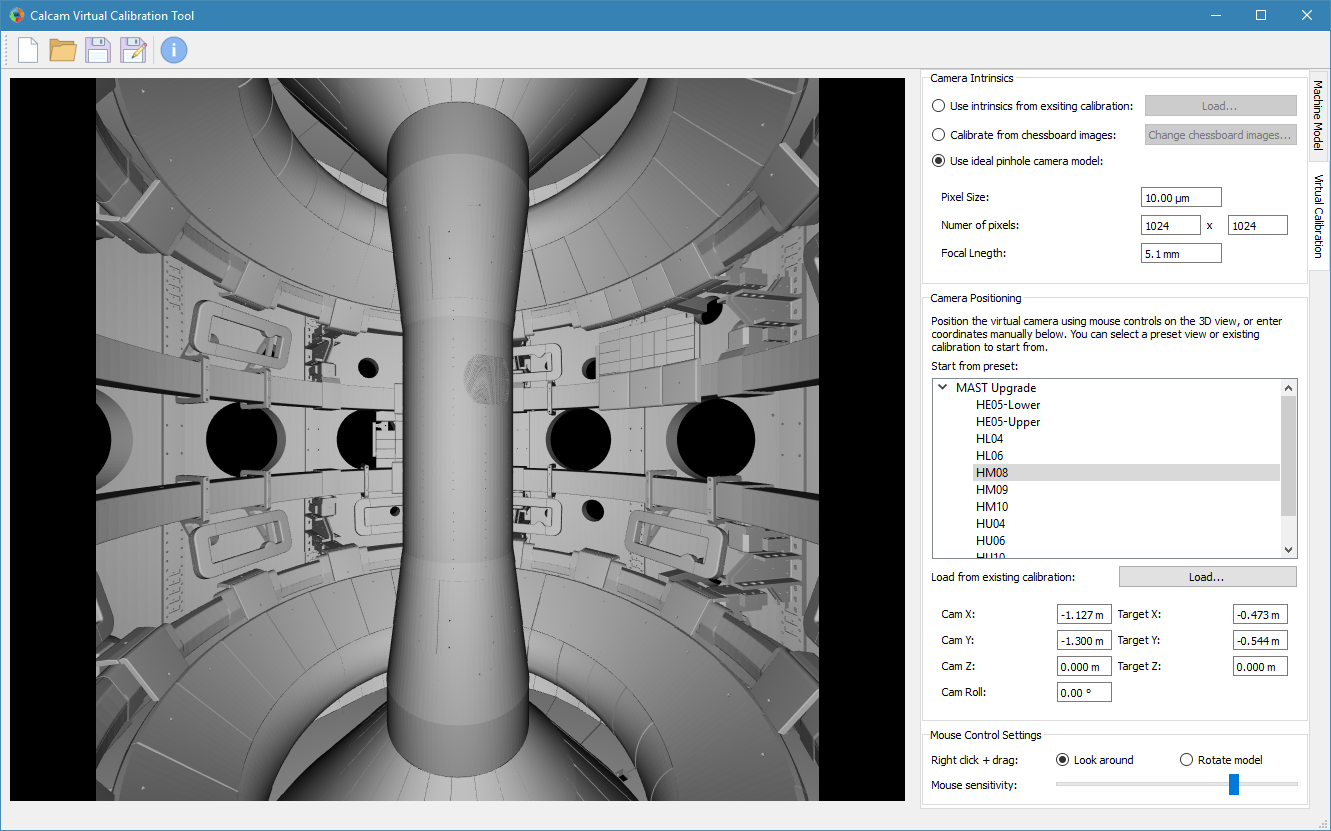 Calcam Virtual Calibration Tool
Camera Intrinsics
Use intrinsics from exsiting calibration:
Load...
Calibrate from chessboard images:
Change chessboard images...
Use ideal pinhole camera model:
Pixel Size:
10.00 µm
Numer of pixels:
1024
x
1024
Focal Lnegth:
5.1 mm
Camera Positioning
Position the virtual camera using mouse controls on the 3D view, or enter
coordinates manually below. You can select a preset view or existing
calibration to start from.
Start from preset:
MAST Upgrade
HE05-Lower
HE05-Upper
HL04
HL06
HM08
HM09
HM10
HU04
HU06
HU10
Load from existing calibration:
Load...
Cam X:
-1.127 m
Target X:
-0.473 m
Cam Y:
-1.300 m
Target Y:
-0.544 m
Cam Z:
0.000 m
Target Z:
0.000 m
Cam Roll:
0.00 °
Mouse Control Settings
Right click + drag:
Look around
Rotate model
Mouse sensitivity:
Machine Model
Virtual Calibration